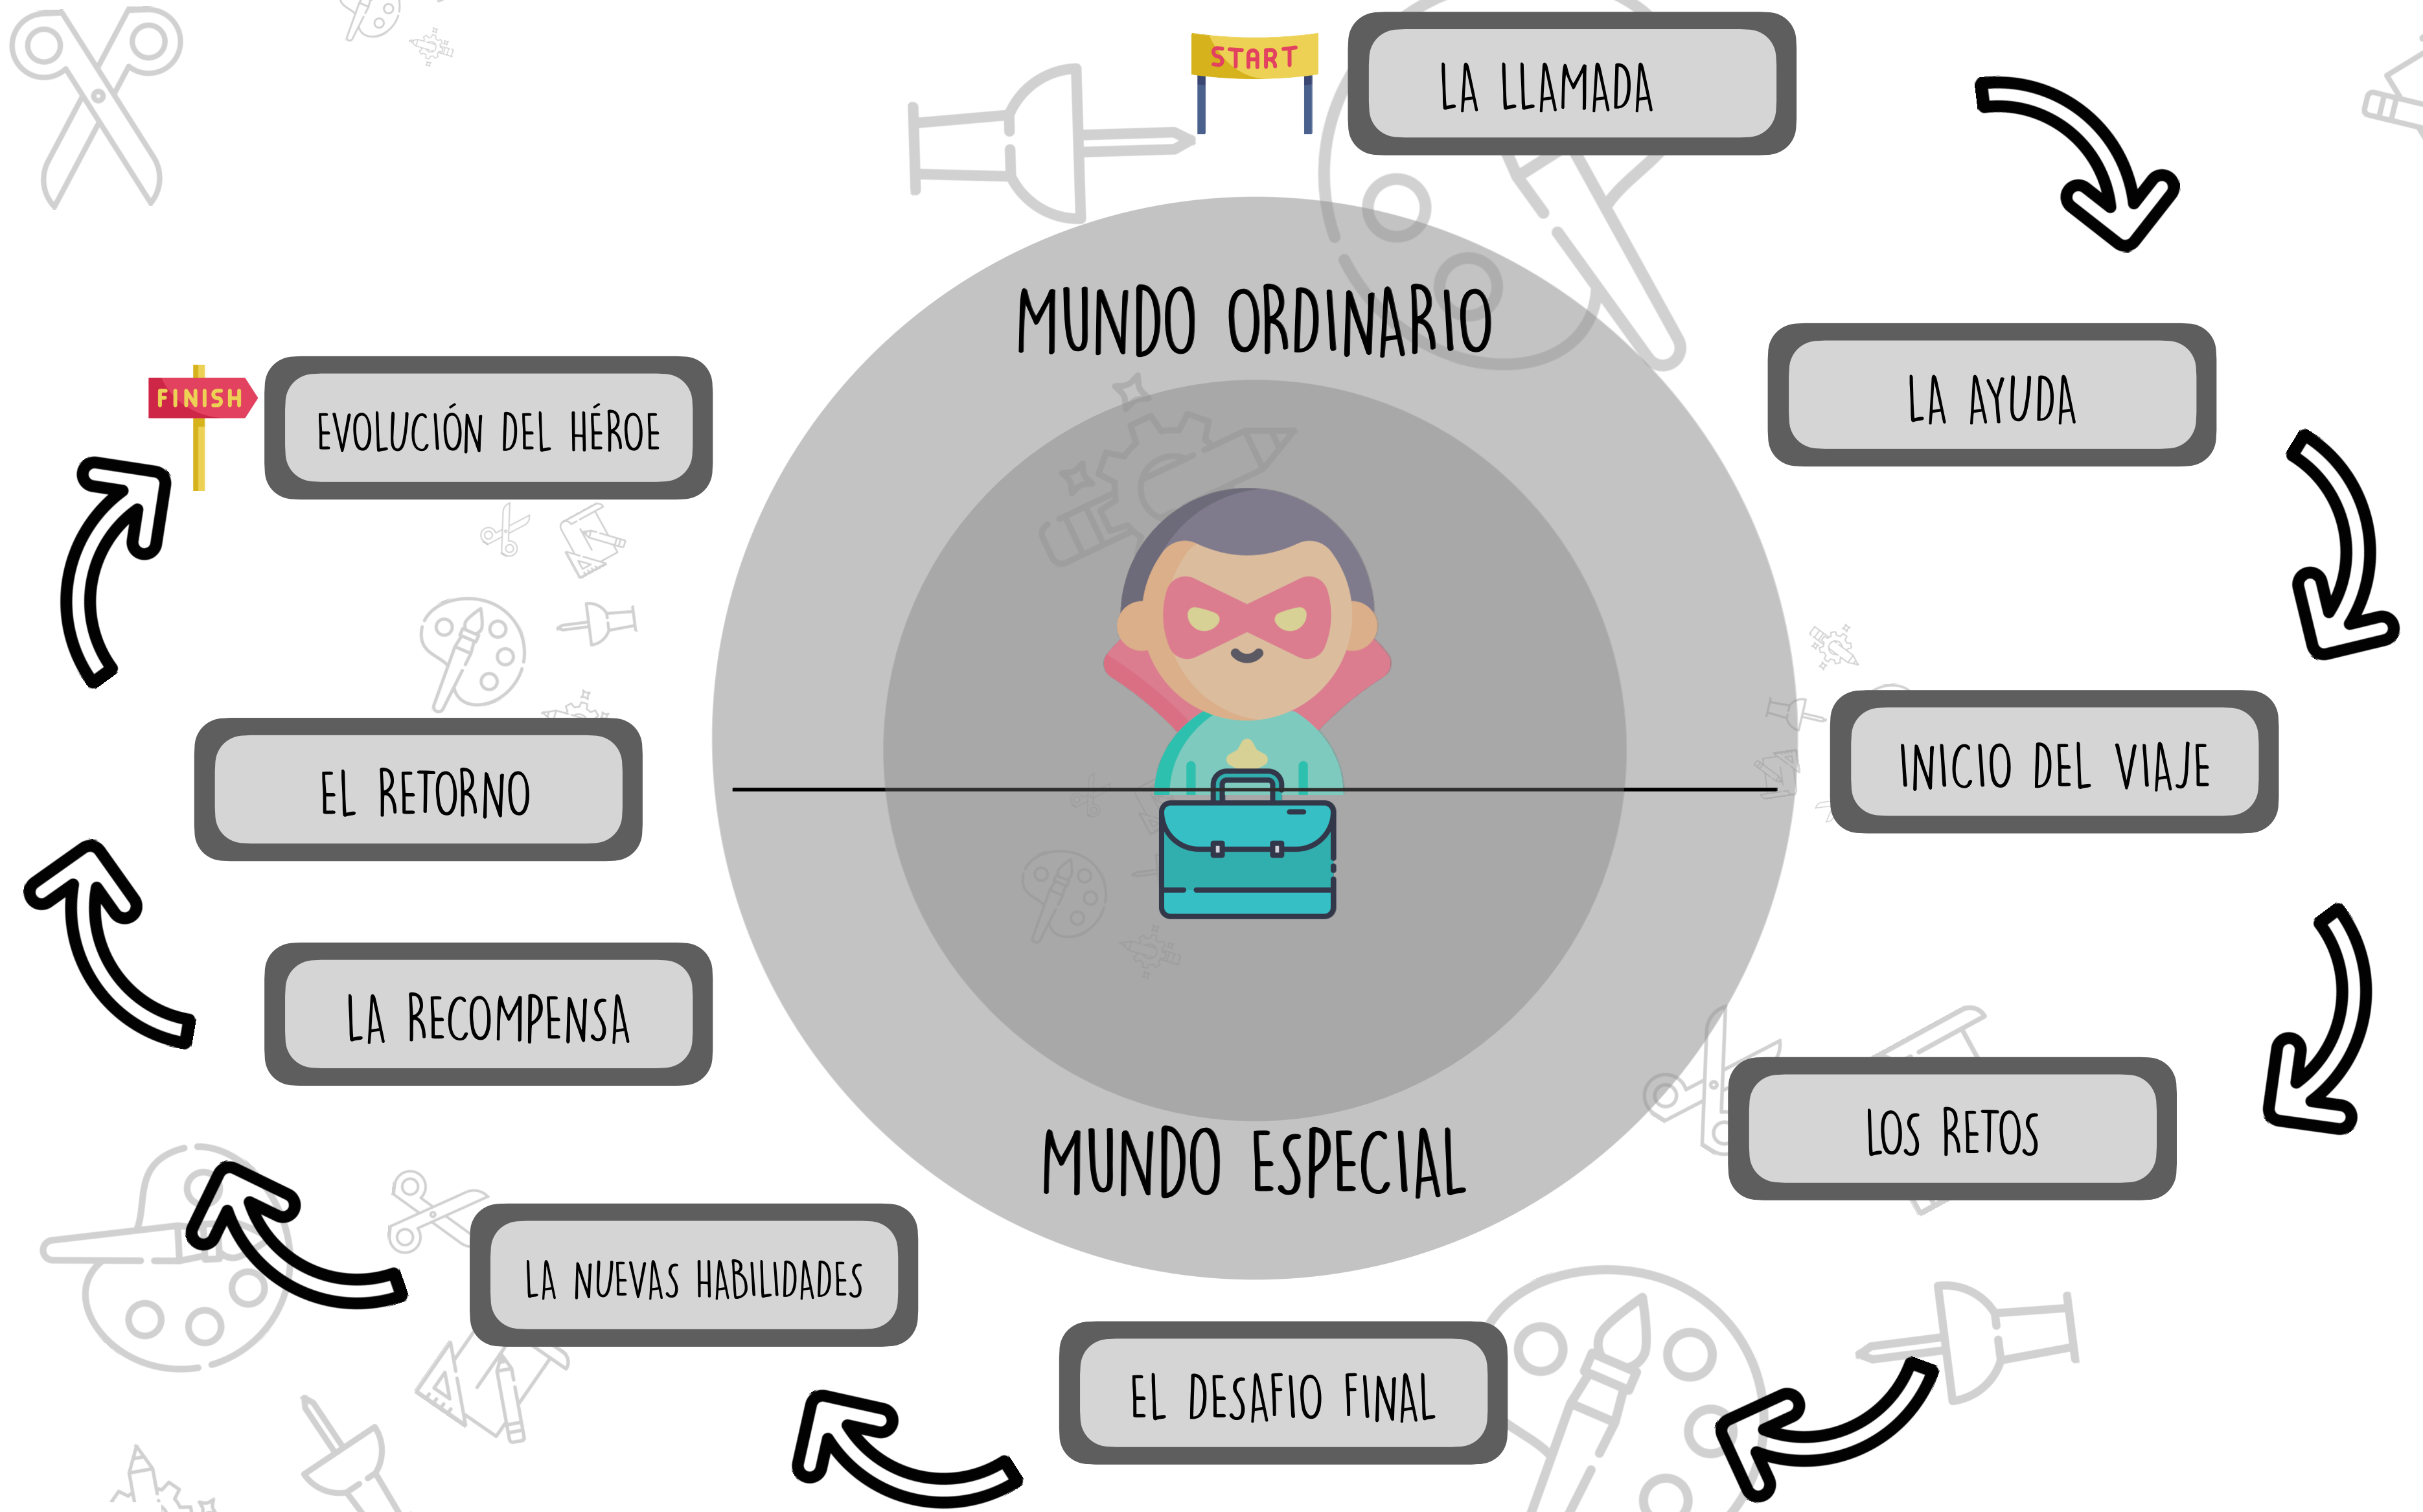 START
LA LLAMADA
MUNDO ORDINARIO
LA AYUDA
FINISH
EVOLUCIÓN DEL HÉROE
INICIO DEL VIAJE
EL RETORNO
LA RECOMPENSA
LOS RETOS
MUNDO ESPECIAL
LA NUEVAS HABILIDADES
EL DESAFIO FINAL